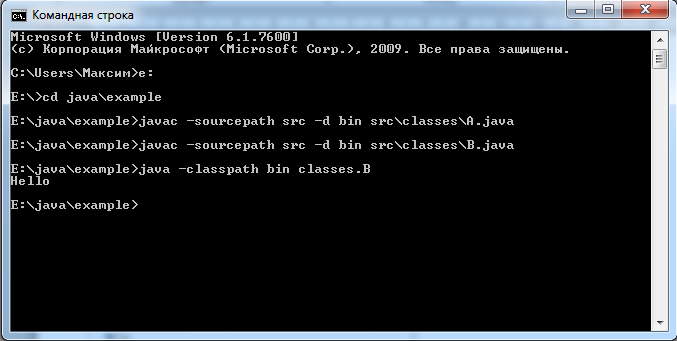 Командная строка
Microsoft Windows [Version 6.1.7600]
(c) Корпорация Майкрософт (Microsoft Corp.), 2009. Все права защищены.
C:\Users\Максим>e:
E:\>cd java\example
E:\java\example>javac -sourcepath src -d bin src\classes\A.java
E:\java\example>javac -sourcepath src -d bin src\classes\B.java
E:\java\example>java -classpath bin classes.B
Hello
E:\java\example>